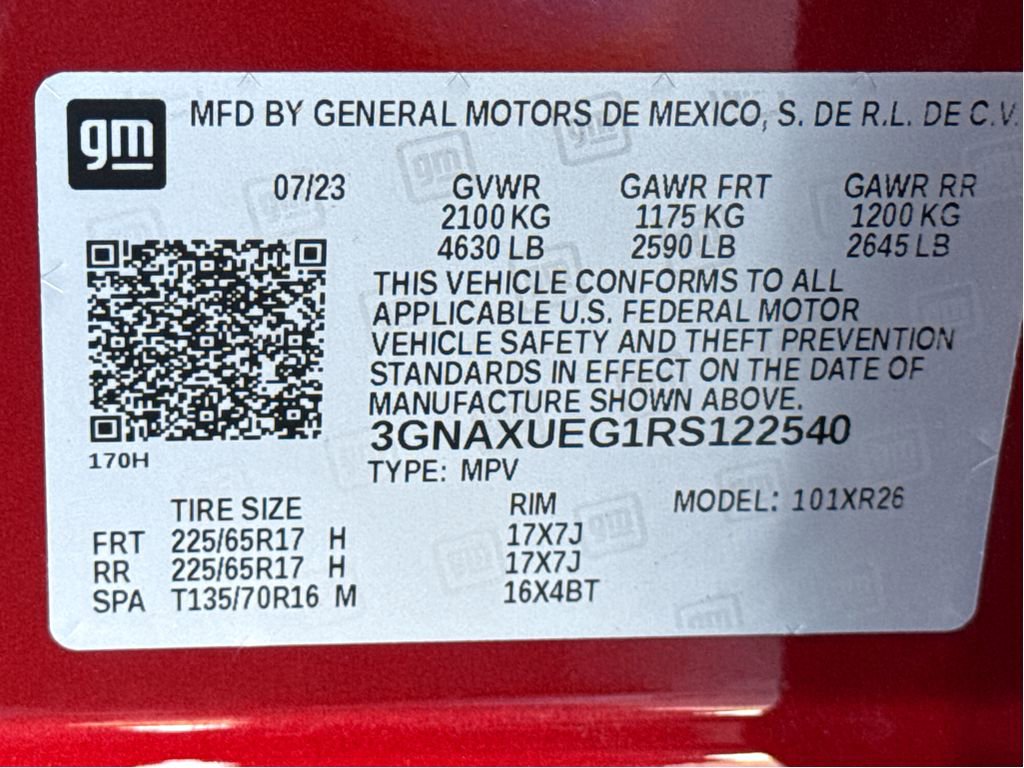 gm MFD BY GENERAL MOTORS DE MEXICO, S. DE R.L. DE C.V.
07/23 GVWR GAWR FRT GAWR RR
2100 KG 1175 KG 1200 KG
4630 LB 2590 LB 2645 LB
THIS VEHICLE CONFORMS TO ALL
APPLICABLE U.S. FEDERAL MOTOR
VEHICLE SAFETY AND THEFT PREVENTION
STANDARDS IN EFFECT ON THE DATE OF
MANUFACTURE SHOWN ABOVE.
3GNAXUEG1RS122540
170H
TYPE: MPV
TIRE SIZE RIM MODEL: 101XR26
FRT 225/65R17 H 17X7J
RR 225/65R17 H 17X7J
SPA T135/70R16 M 16X4BT